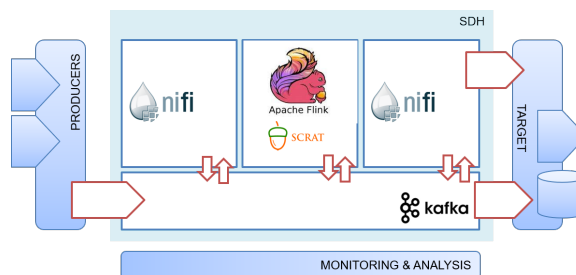 SDH
PRODUCERS
nifi
Apache Flink
SCRAT
nifi
TARGET
kafka
MONITORING & ANALYSIS